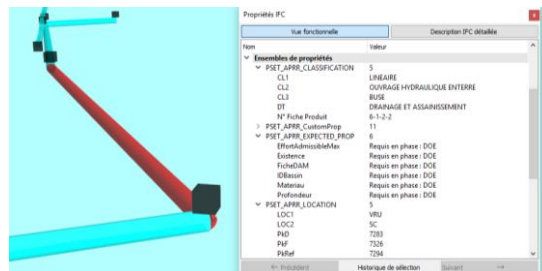 Propriétés IFC
Vue fonctionnelle Description IFC détaillée
Nom Valeur
Ensembles de propriétés
PSET_APRR_CLASSIFICATION 5
CL1 LINEAIRE
CL2 OUVRAGE HYDRAULIQUE ENTERRE
CL3 BUSE
DT DRAINAGE ET ASSAINISSEMENT
N° Fiche Produit 6-1-2-2
PSET_APRR_CustomProp 11
PSET_APRR_EXPECTED_PROP 6
EffortAdmissibleMax Requis en phase : DOE
Existence Requis en phase : DOE
FicheDAM Requis en phase : DOE
IDBassin Requis en phase : DOE
Materiau Requis en phase : DOE
Profondeur Requis en phase : DOE
PSET_APRR_LOCATION 5
LOC1 VRU
LOC2 SC
PkD 7283
PkF 7326
PkRef 7294
← Précédent Historique de sélection Suivant →